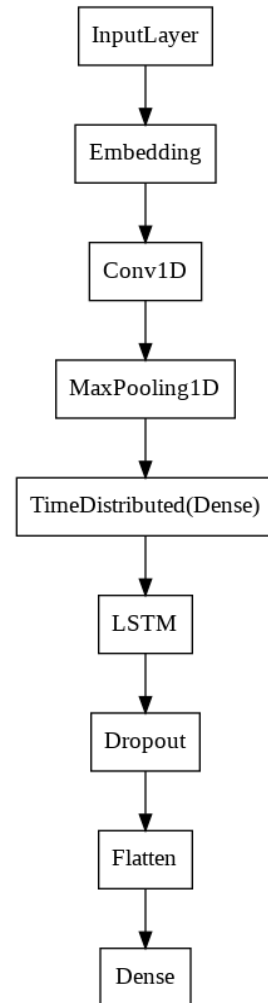 InputLayer
Embedding
Conv1D
MaxPooling1D
TimeDistributed(Dense)
LSTM
Dropout
Flatten
Dense